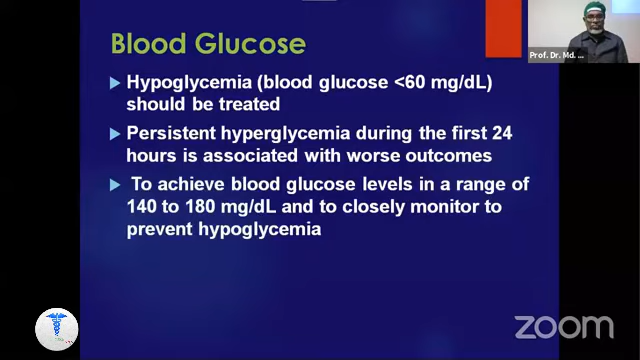 Blood Glucose
Hypoglycemia (blood glucose <60 mg/dL)
should be treated
Persistent hyperglycemia during the first 24
hours is associated with worse outcomes
To achieve blood glucose levels in a range of
140 to 180 mg/dL and to closely monitor to
prevent hypoglycemia
Prof. Dr. Md. ...
zoom